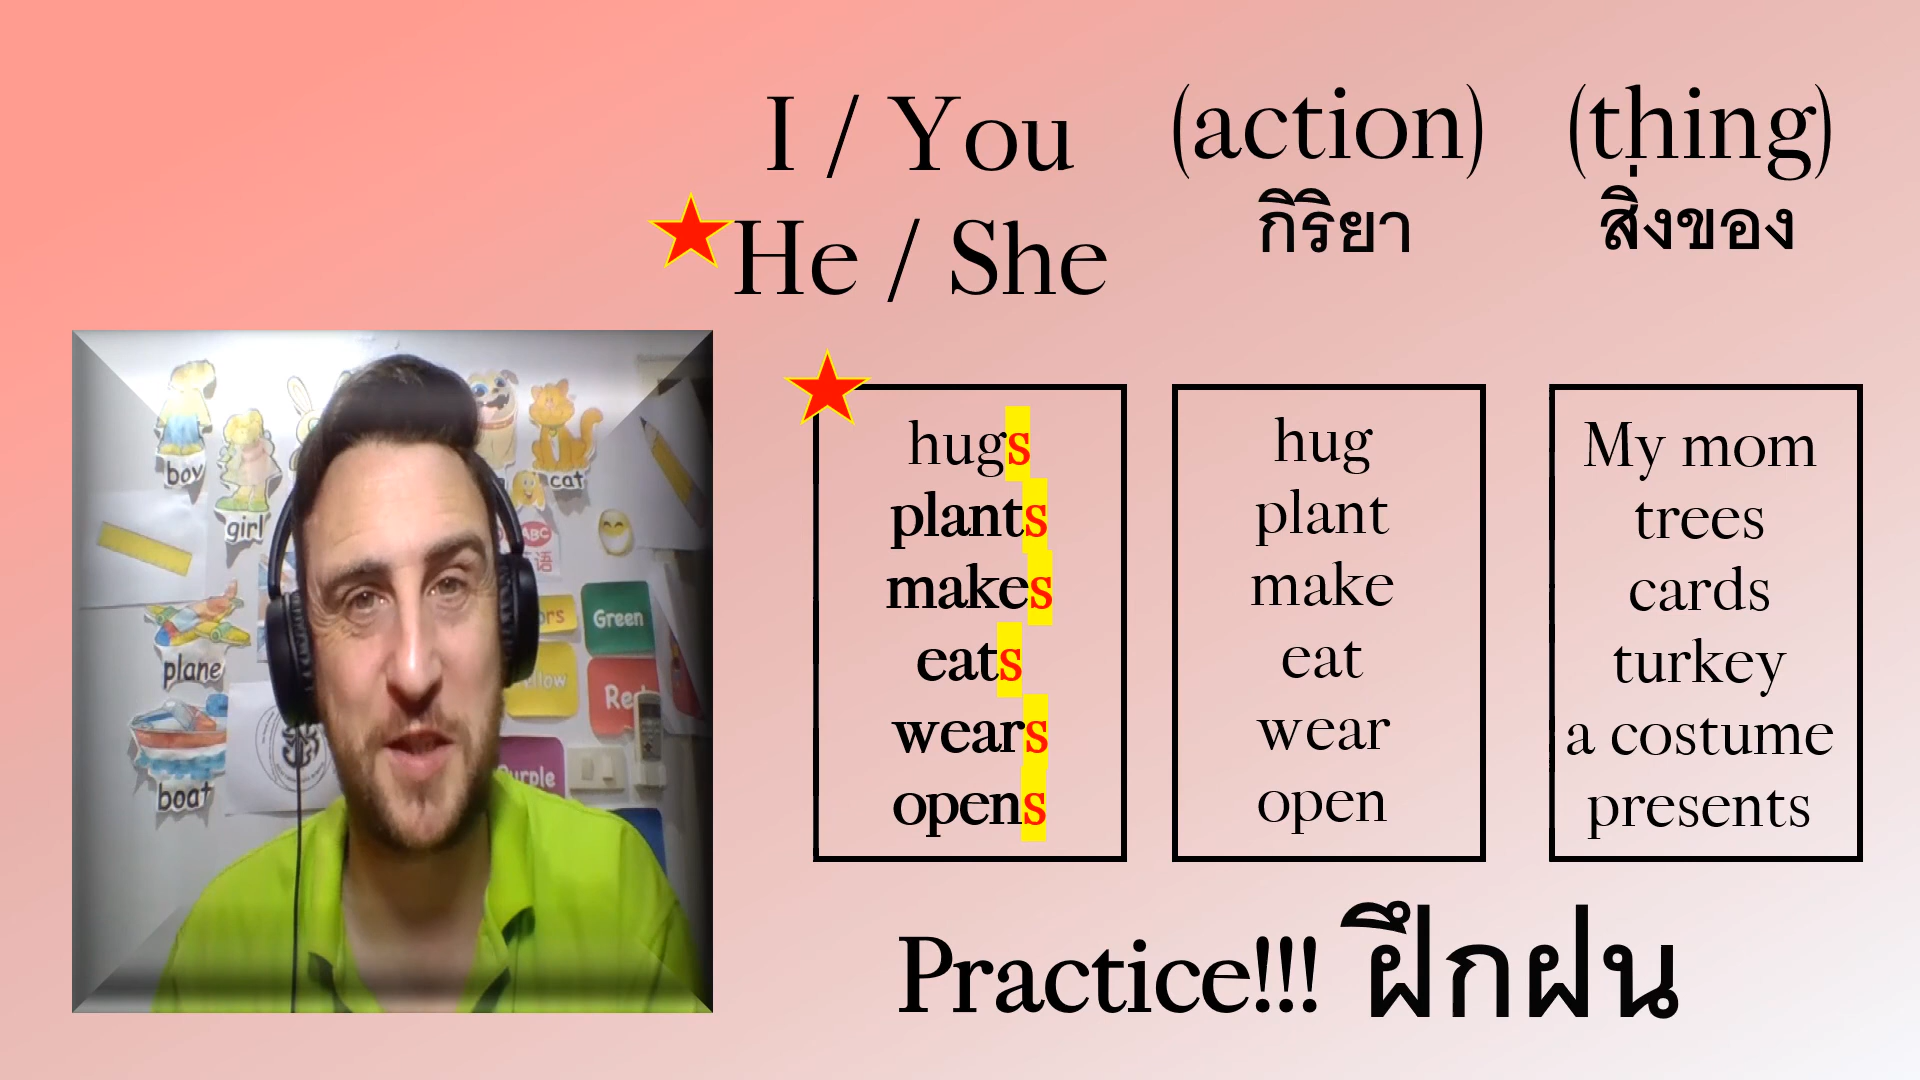 I / You
He / She
(action)
กิริยา
(thing)
สิ่งของ
boy
girl
cat
ABC
Green
plane
boat
hugs
plants
makes
eats
wears
opens
hug
plant
make
eat
wear
open
My mom
trees
cards
turkey
a costume
presents
Practice!!! ฝึกฝน